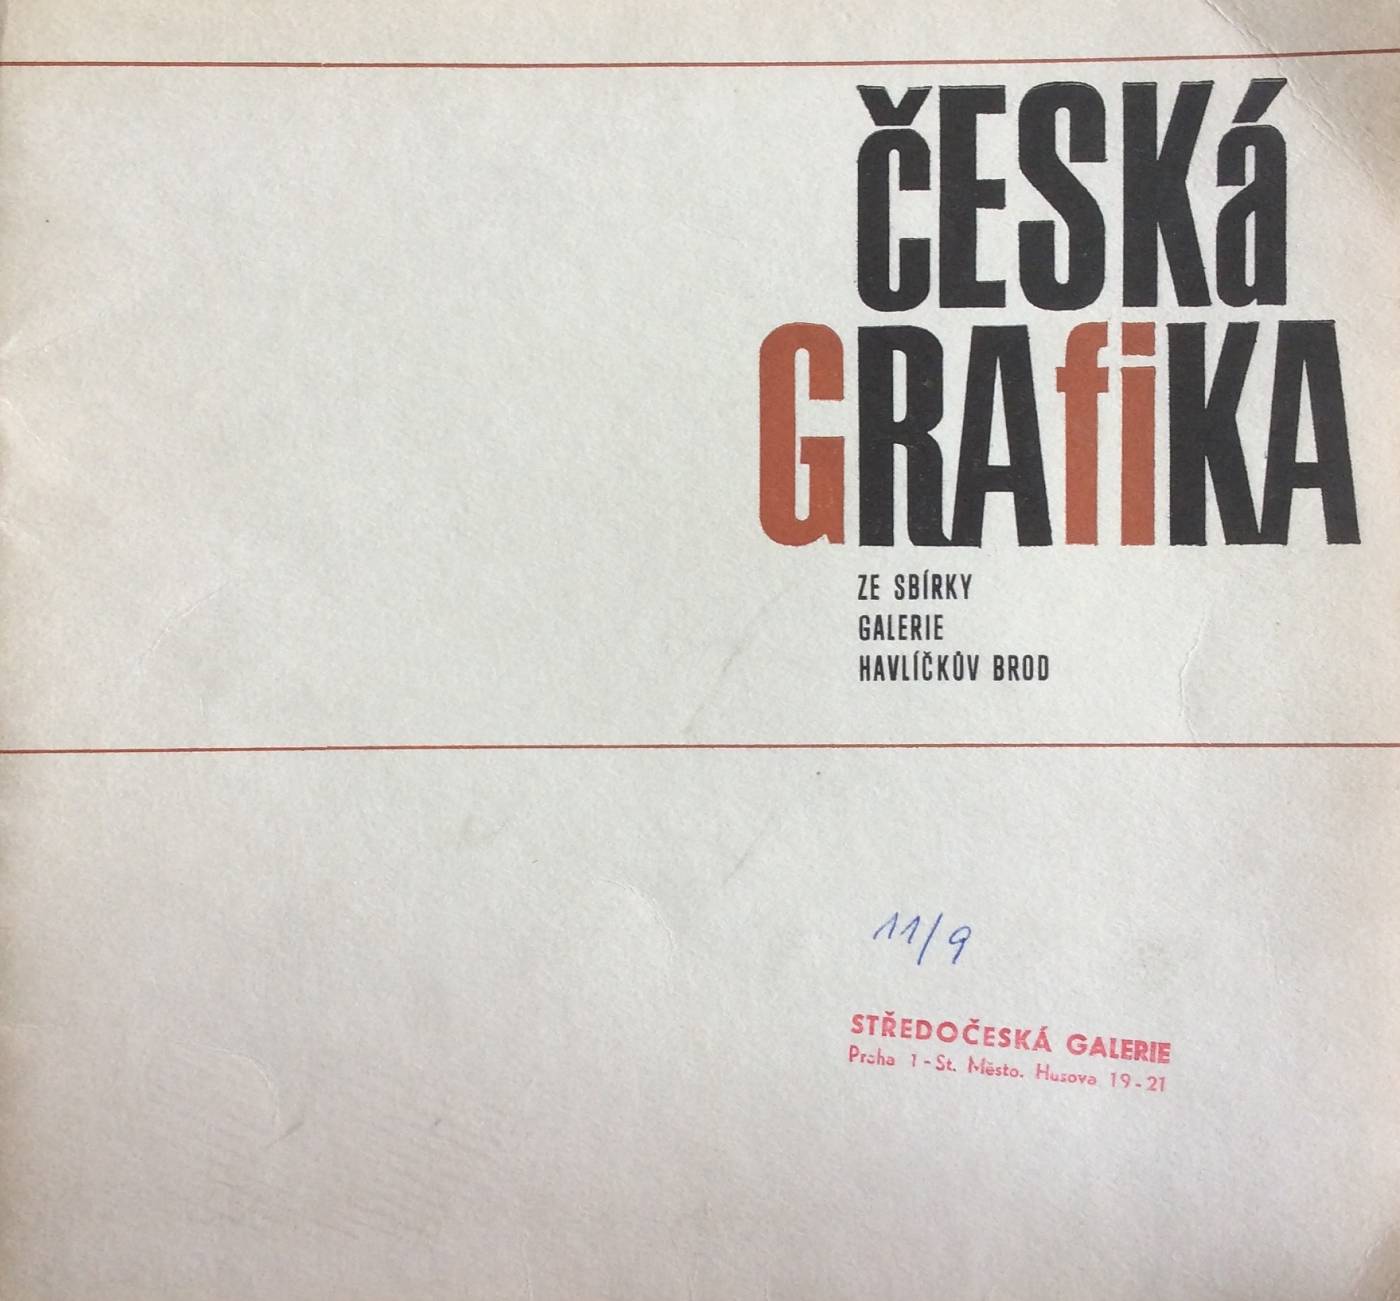 čESKá
GRAfiKA
ZE SBÍRKY
GALERIE
HAVLÍČKŮV BROD
11/9
STŘEDOČESKÁ GALERIE
Praha 1 - St. Město. Husova 19 - 21